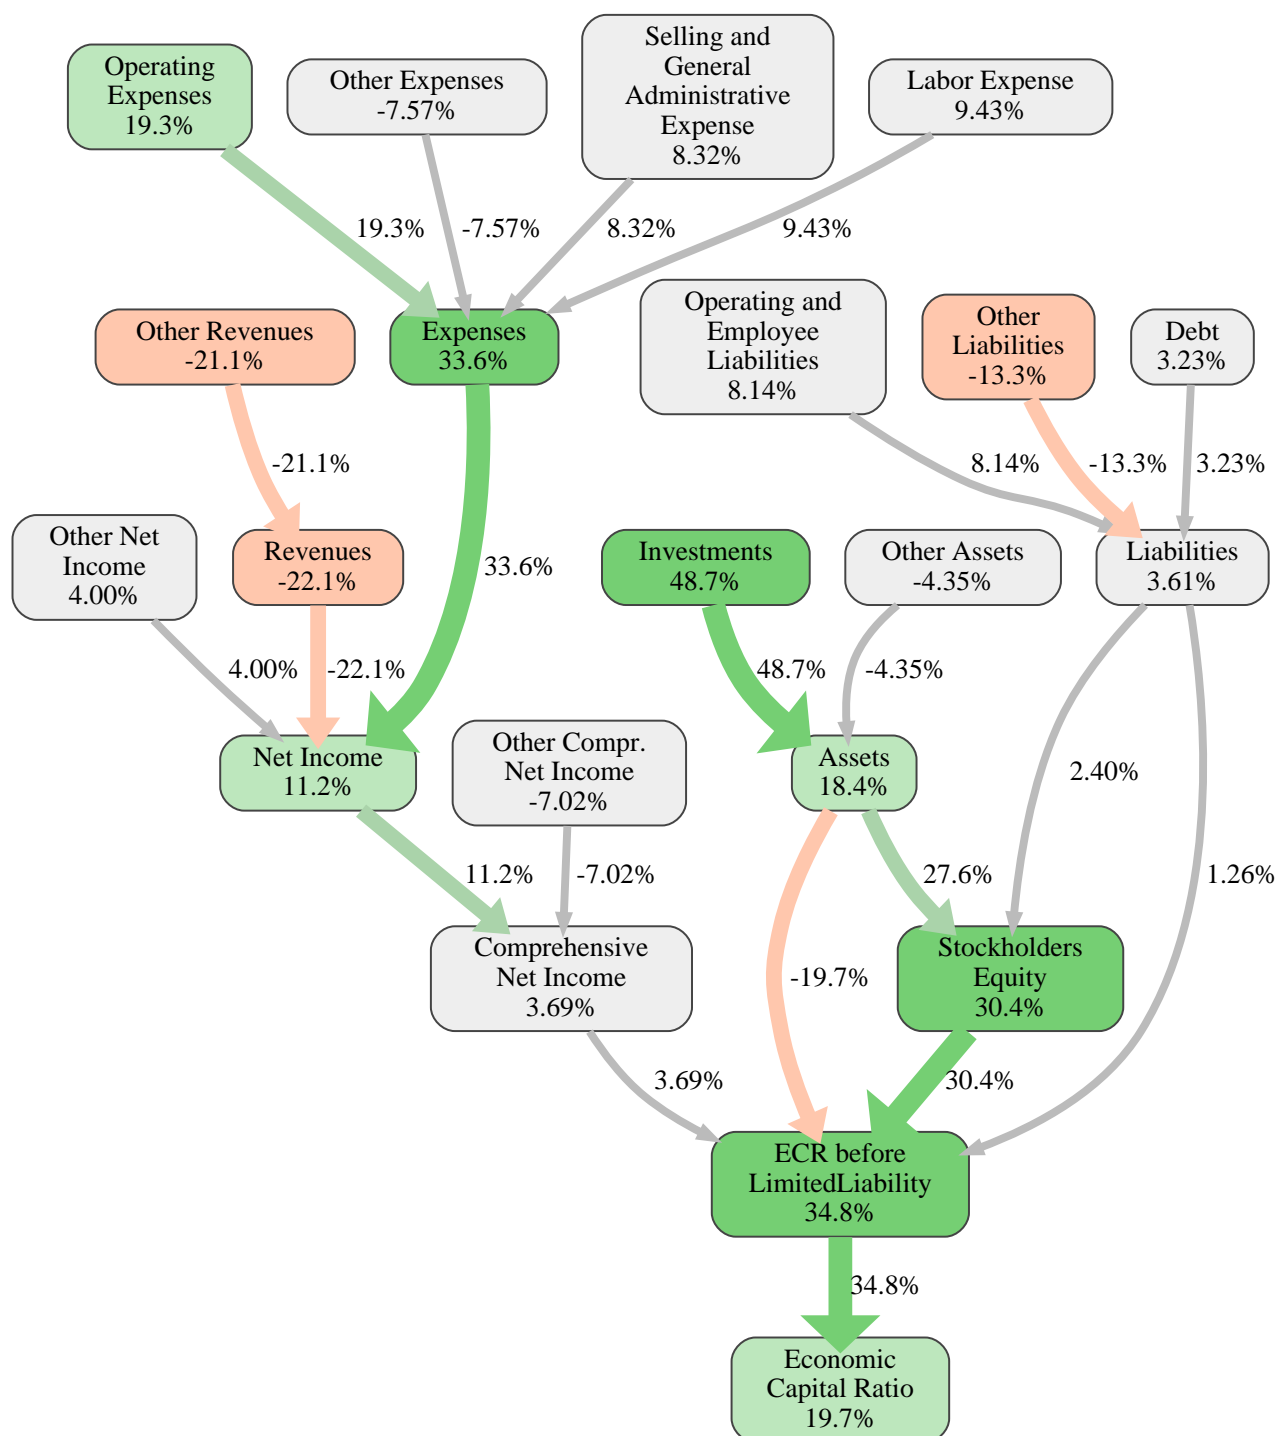 Operating
Expenses
19.3%
Other Expenses
-7.57%
Selling and
General
Administrative
Expense
8.32%
Labor Expense
9.43%
19.3%
-7.57%
8.32%
9.43%
Other Revenues
-21.1%
Expenses
33.6%
Operating and
Employee
Liabilities
8.14%
Other
Liabilities
-13.3%
Debt
3.23%
-21.1%
8.14%
-13.3%
3.23%
Other Net
Income
4.00%
Revenues
-22.1%
33.6%
Investments
48.7%
Other Assets
-4.35%
Liabilities
3.61%
4.00%
-22.1%
48.7%
-4.35%
Net Income
11.2%
Other Compr.
Net Income
-7.02%
Assets
18.4%
2.40%
11.2%
-7.02%
27.6%
1.26%
Comprehensive
Net Income
3.69%
-19.7%
Stockholders
Equity
30.4%
3.69%
30.4%
ECR before
LimitedLiability
34.8%
34.8%
Economic
Capital Ratio
19.7%